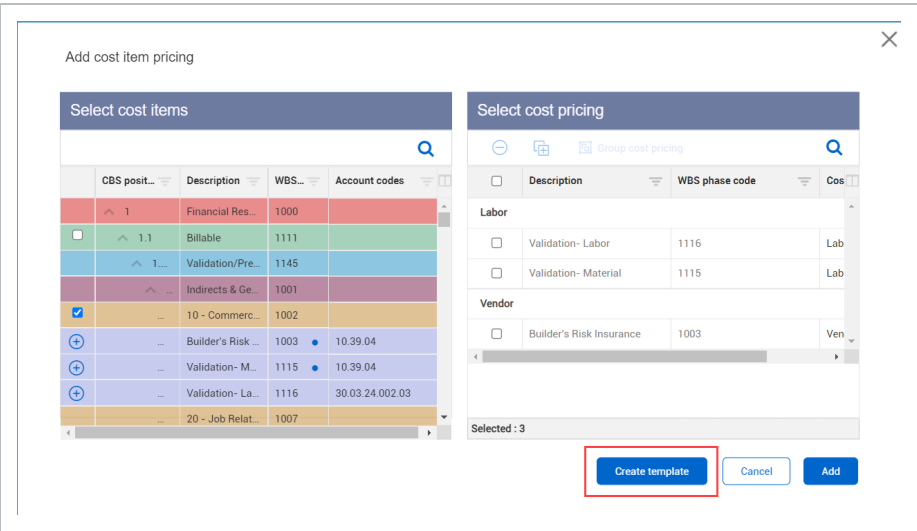 Add cost item pricing
Select cost items
CBS posit... Description WBS... Account codes
1 Financial Res... 1000
1.1 Billable 1111
1.... Validation/Pre... 1145
... Indirects & Ge... 1001
... 10 - Commerc... 1002
... Builder's Risk ... 1003 10.39.04
... Validation- M... 1115 10.39.04
... Validation- La... 1116 30.03.24.002.03
... 20 - Job Relat... 1007
Select cost pricing
Group cost pricing
Description WBS phase code Cos
Labor
Validation- Labor 1116 Lab
Validation- Material 1115 Lab
Vendor
Builder's Risk Insurance 1003 Ven
Selected : 3
Create template Cancel Add